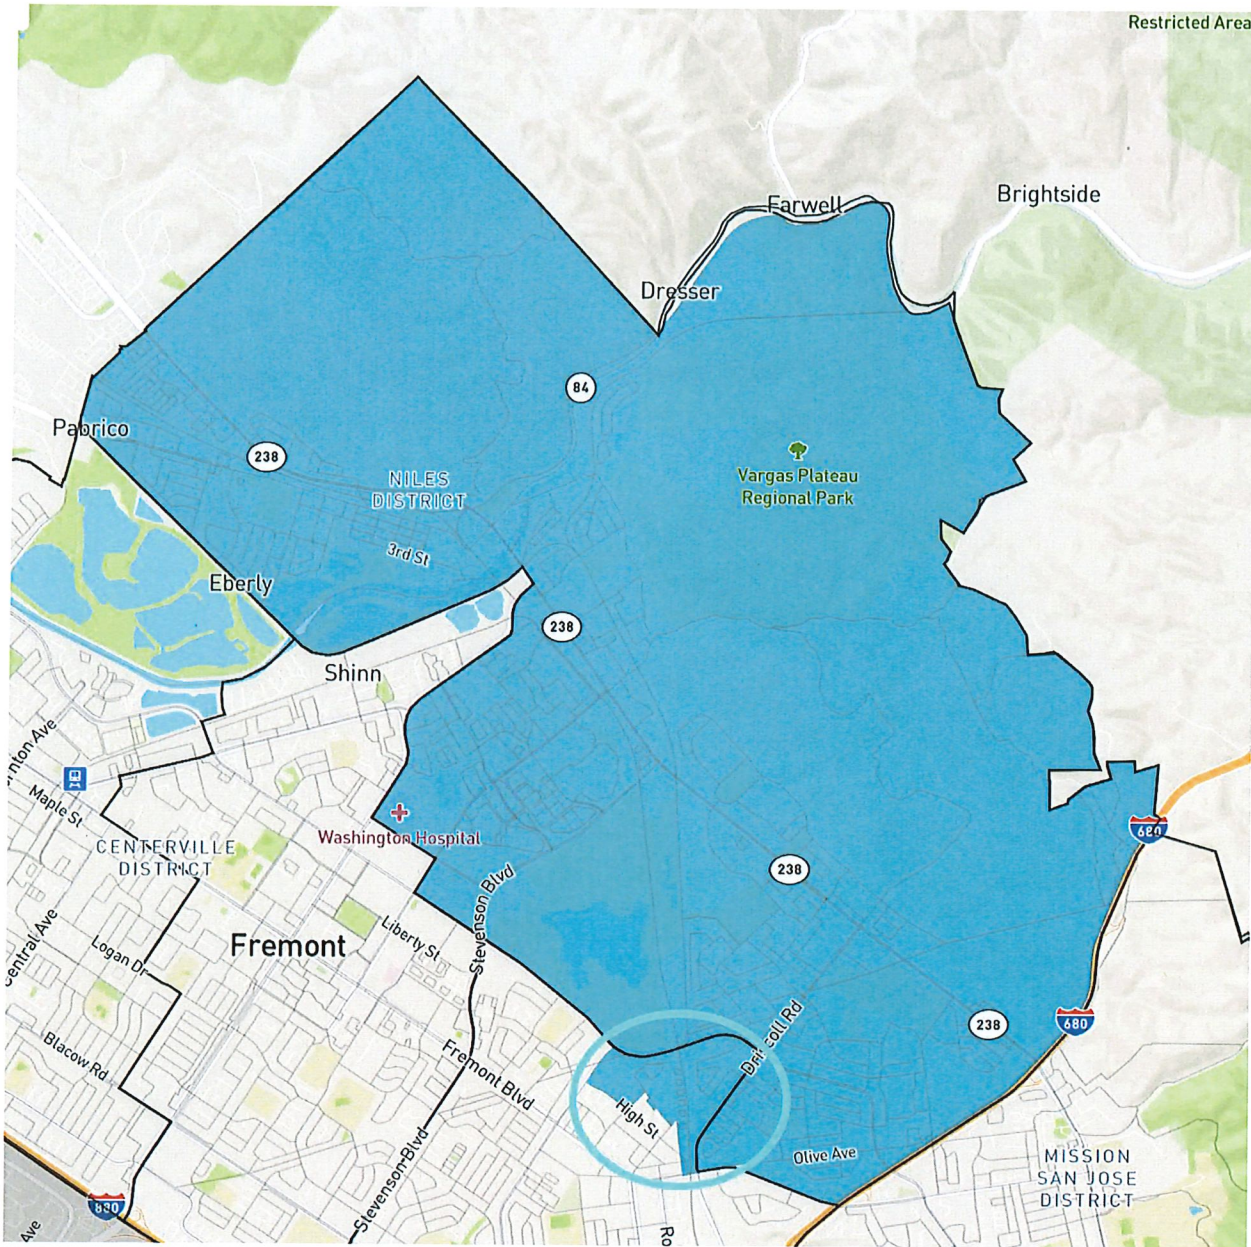 Restricted Area
Brightside
Farwell
Dresser
84
Pabrico
238
Vargas Plateau
Regional Park
NILES
DISTRICT
3rd St
Eberly
238
Shinn
Maple St
Washington Hospital
680
CENTERVILLE
DISTRICT
238
Stevenson Blvd
Central Ave
Liberty St
Fremont
Logan Dr
238
680
Blacow Rd
Fremont Blvd
High St
Olive Ave
MISSION
SAN JOSE
DISTRICT
Stevenson Blvd
880
Ave
Ro